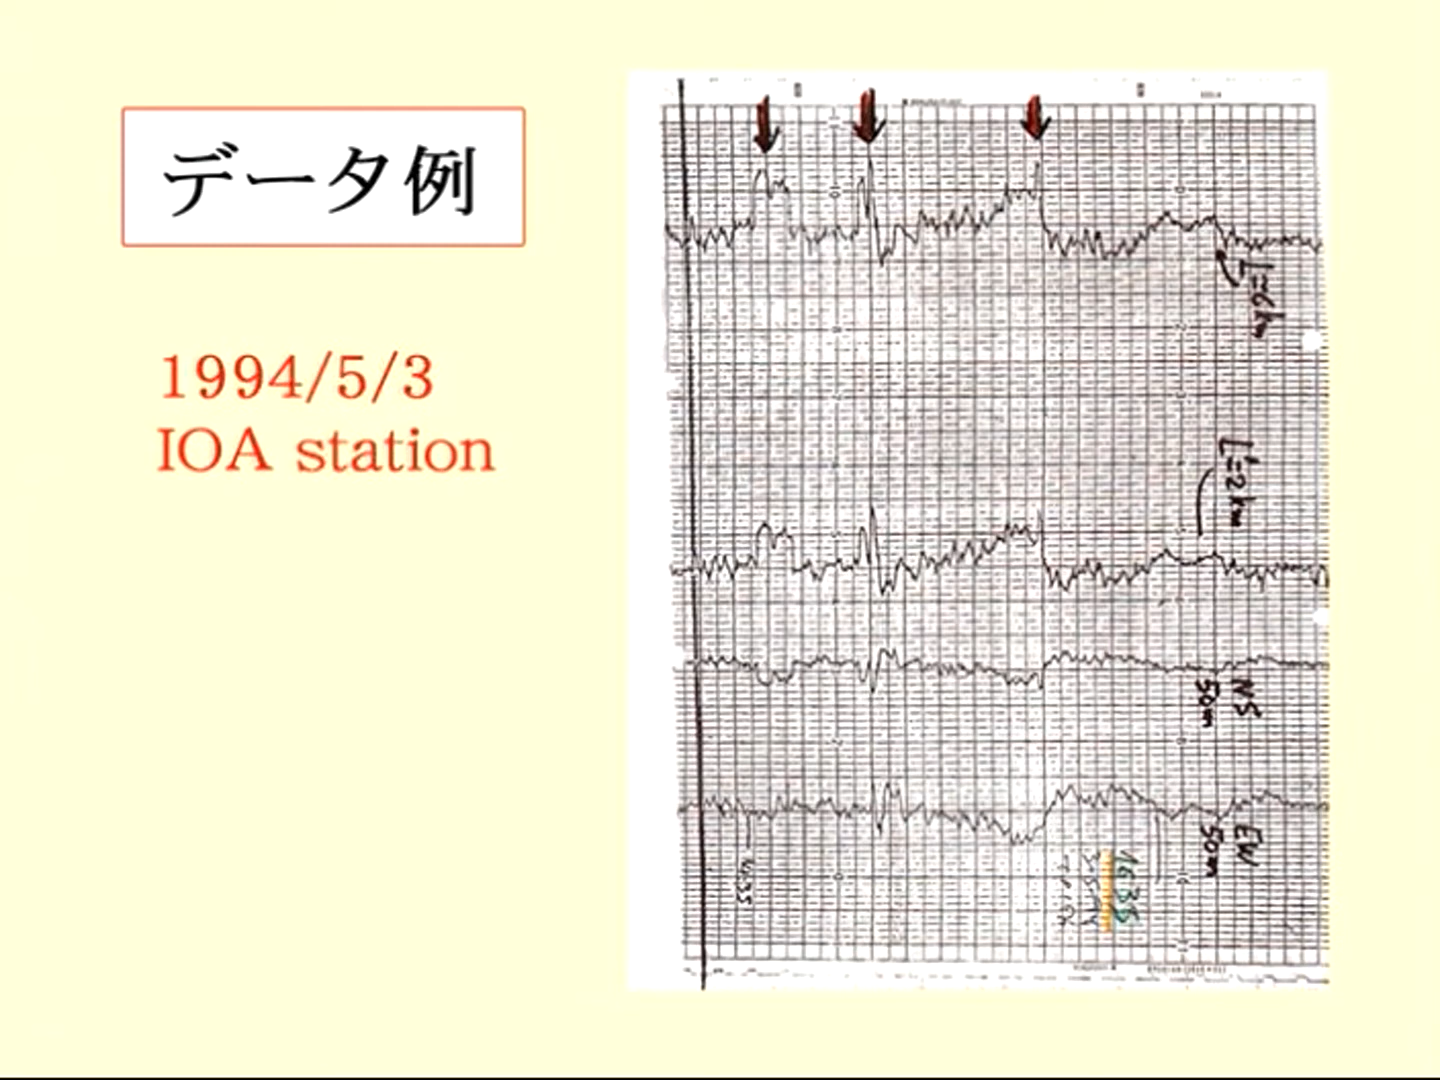 データ例
1994/5/3
IOA station
L=6km
L'=2km
NS
50m
EW
50m
1635